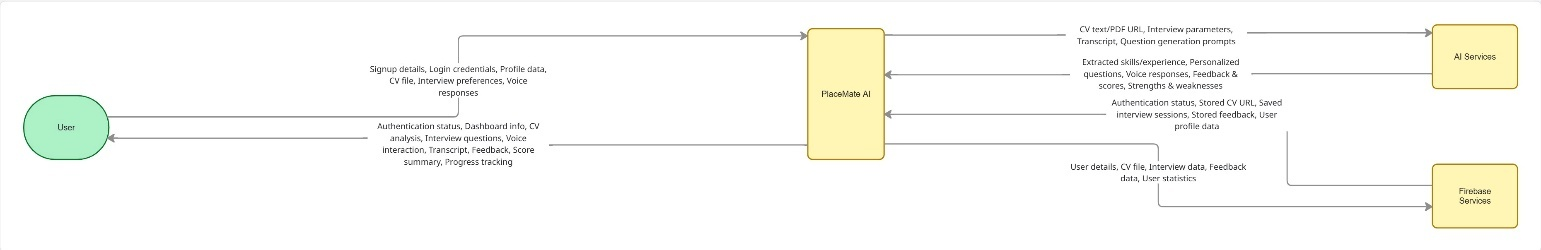 User
Signup details, Login credentials, Profile data,
CV file, Interview preferences, Voice
responses
Authentication status, Dashboard info, CV
analysis, Interview questions, Voice
interaction, Transcript, Feedback, Score
summary, Progress tracking
PlaceMate AI
CV text/PDF URL, Interview parameters,
Transcript, Question generation prompts
Extracted skills/experience, Personalized
questions, Voice responses, Feedback &
scores, Strengths & weaknesses
Authentication status, Stored CV URL, Saved
interview sessions, Stored feedback, User
profile data
User details, CV file, Interview data, Feedback
data, User statistics
AI Services
Firebase
Services